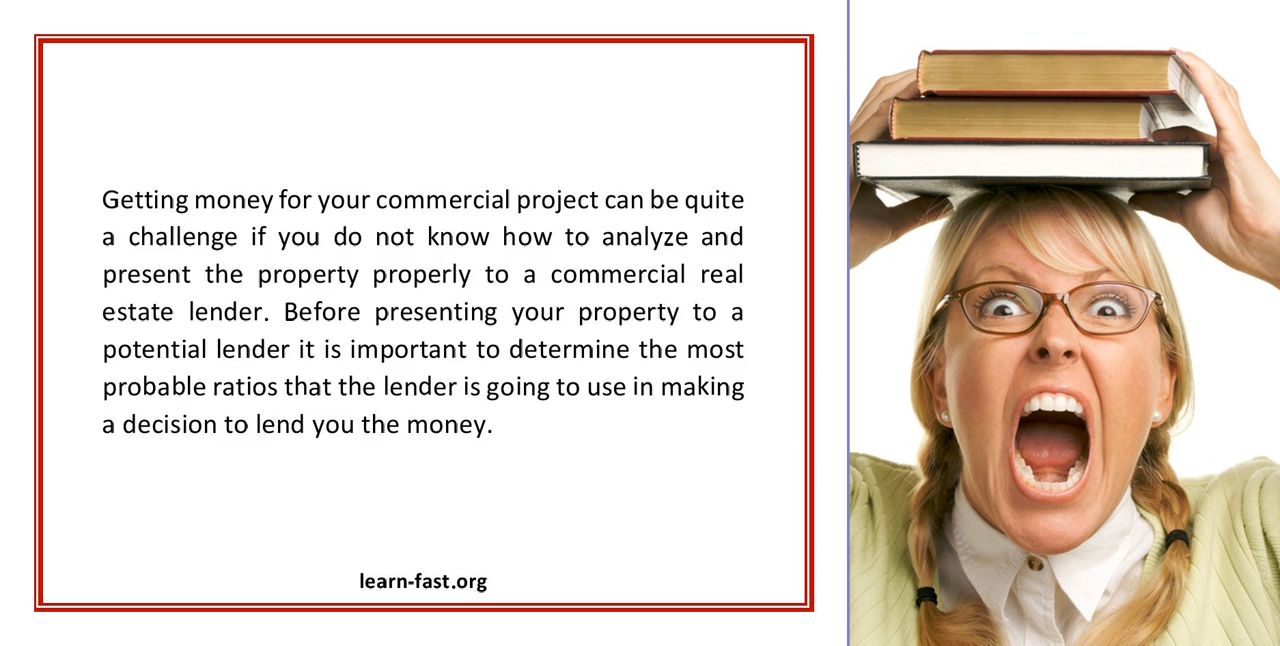 Getting money for your commercial project can be quite
a challenge if you do not know how to analyze and
present the property properly to a commercial real
estate lender. Before presenting your property to a
potential lender it is important to determine the most
probable ratios that the lender is going to use in making
a decision to lend you the money.
learn-fast.org